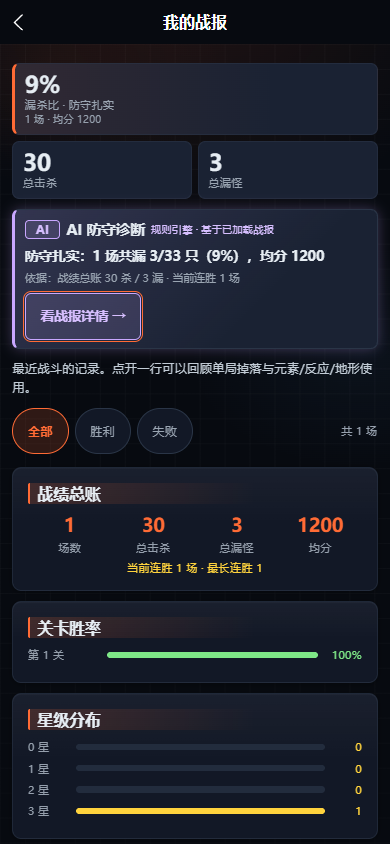 我的战报
9%
漏杀比 · 防守扎实
1 场 · 均分 1200
30
总击杀
3
总漏怪
AI AI 防守诊断 规则引擎 · 基于已加载战报
防守扎实：1 场共漏 3/33 只（9%），均分 1200
依据：战绩总账 30 杀 / 3 漏 · 当前连胜 1 场
看战报详情 →
最近战斗的记录。点开一行可以回顾单局掉落与元素/反应/地形使
用。
全部 胜利 失败 共 1 场
战绩总账
1 30 3 1200
场数 总击杀 总漏怪 均分
当前连胜 1 场 · 最长连胜 1
关卡胜率
第 1 关 100%
星级分布
0 星 0
1 星 0
2 星 0
3 星 1